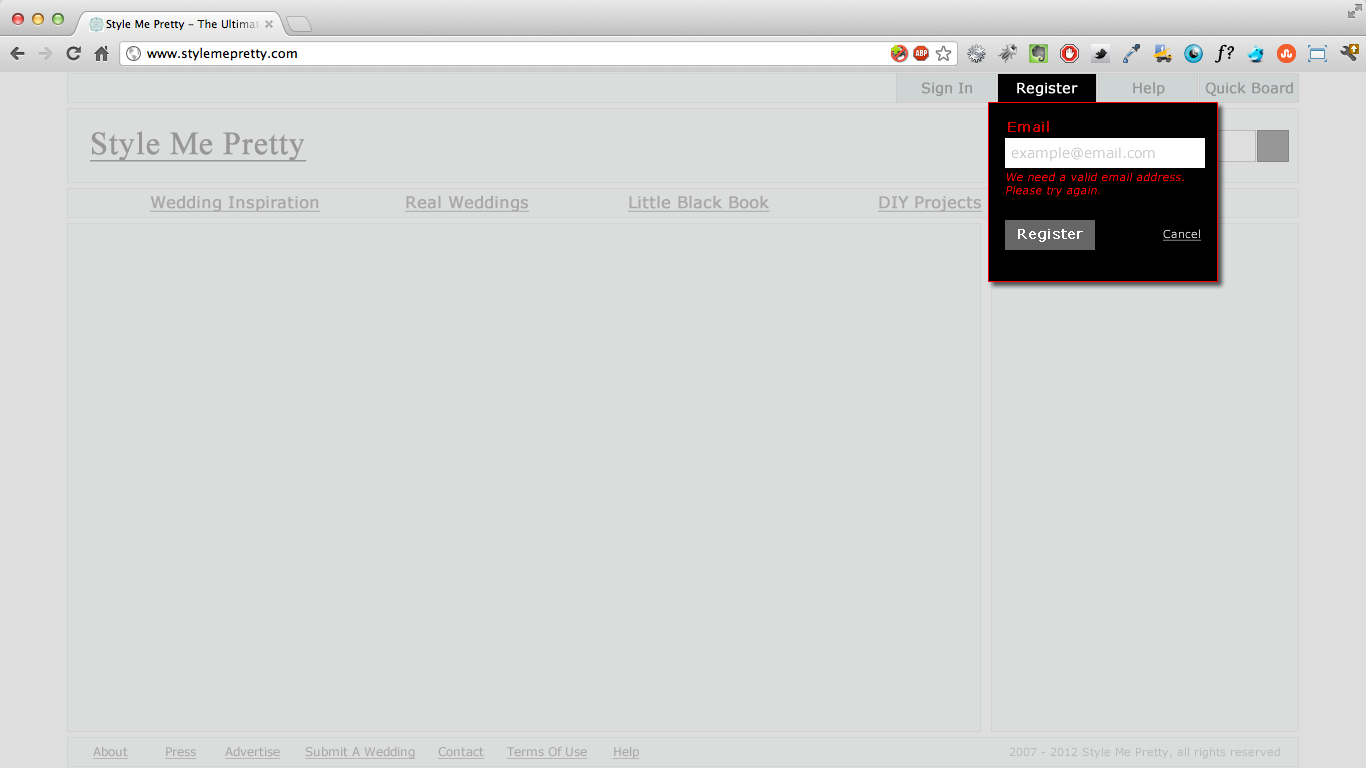 Style Me Pretty – The Ultimat
www.stylemepretty.com
ABP
f?
Sign In
Register
Help
Quick Board
Style Me Pretty
Email
example@email.com
We need a valid email address.
Please try again.
Register
Cancel
Wedding Inspiration
Real Weddings
Little Black Book
DIY Projects
About
Press
Advertise
Submit A Wedding
Contact
Terms Of Use
Help
2007 - 2012 Style Me Pretty, all rights reserved